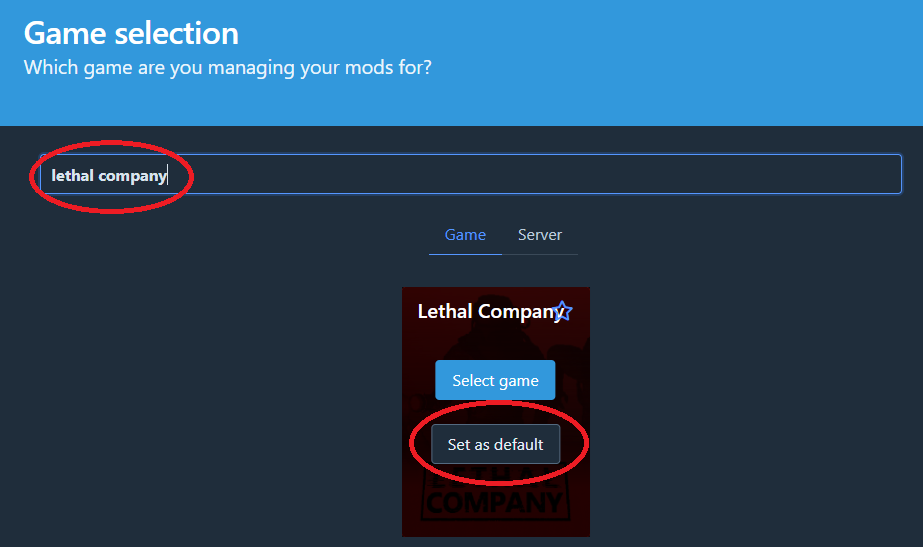 Game selection
Which game are you managing your mods for?
lethal company
Game Server
Lethal Company
Select game
Set as default
LETHAL
COMPANY